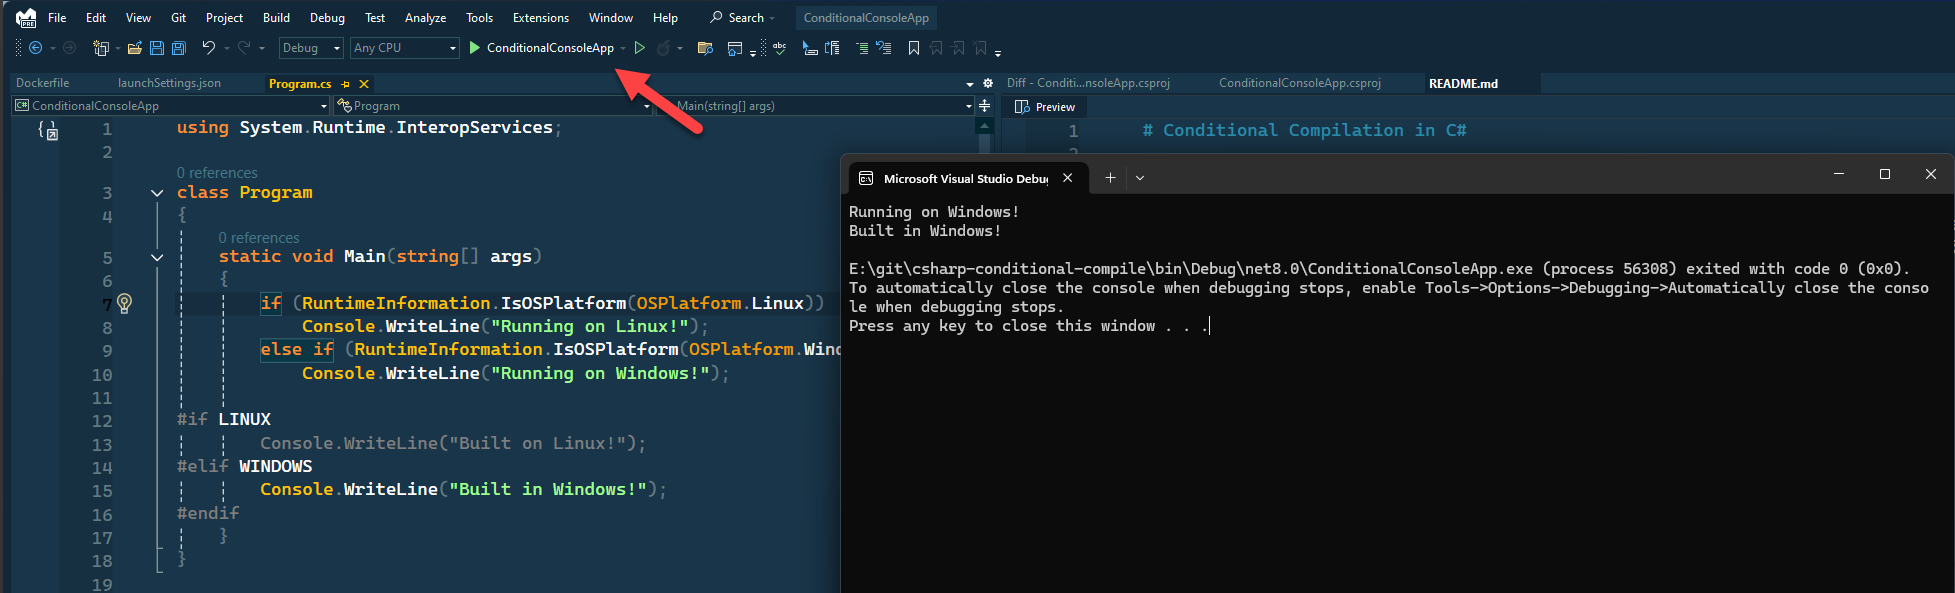 File Edit View Git Project Build Debug Test Analyze Tools Extensions Window Help Search ConditionalConsoleApp
PRE
Debug Any CPU ConditionalConsoleApp abc
Dockerfile launchSettings.json Program.cs
C# ConditionalConsoleApp Program Main(string[] args)
1 using System.Runtime.InteropServices;
2
0 references
3 class Program
4 {
0 references
5 static void Main(string[] args)
6 {
7 if (RuntimeInformation.IsOSPlatform(OSPlatform.Linux))
8 Console.WriteLine("Running on Linux!");
9 else if (RuntimeInformation.IsOSPlatform(OSPlatform.Wind
10 Console.WriteLine("Running on Windows!");
11
12 #if LINUX
13 Console.WriteLine("Built on Linux!");
14 #elif WINDOWS
15 Console.WriteLine("Built in Windows!");
16 #endif
17 }
18 }
19
Diff - Conditi...nsoleApp.csproj ConditionalConsoleApp.csproj README.md
Preview
1 # Conditional Compilation in C#
2
Microsoft Visual Studio Debu
Running on Windows!
Built in Windows!
E:\git\csharp-conditional-compile\bin\Debug\net8.0\ConditionalConsoleApp.exe (process 56308) exited with code 0 (0x0).
To automatically close the console when debugging stops, enable Tools->Options->Debugging->Automatically close the conso
le when debugging stops.
Press any key to close this window . . .